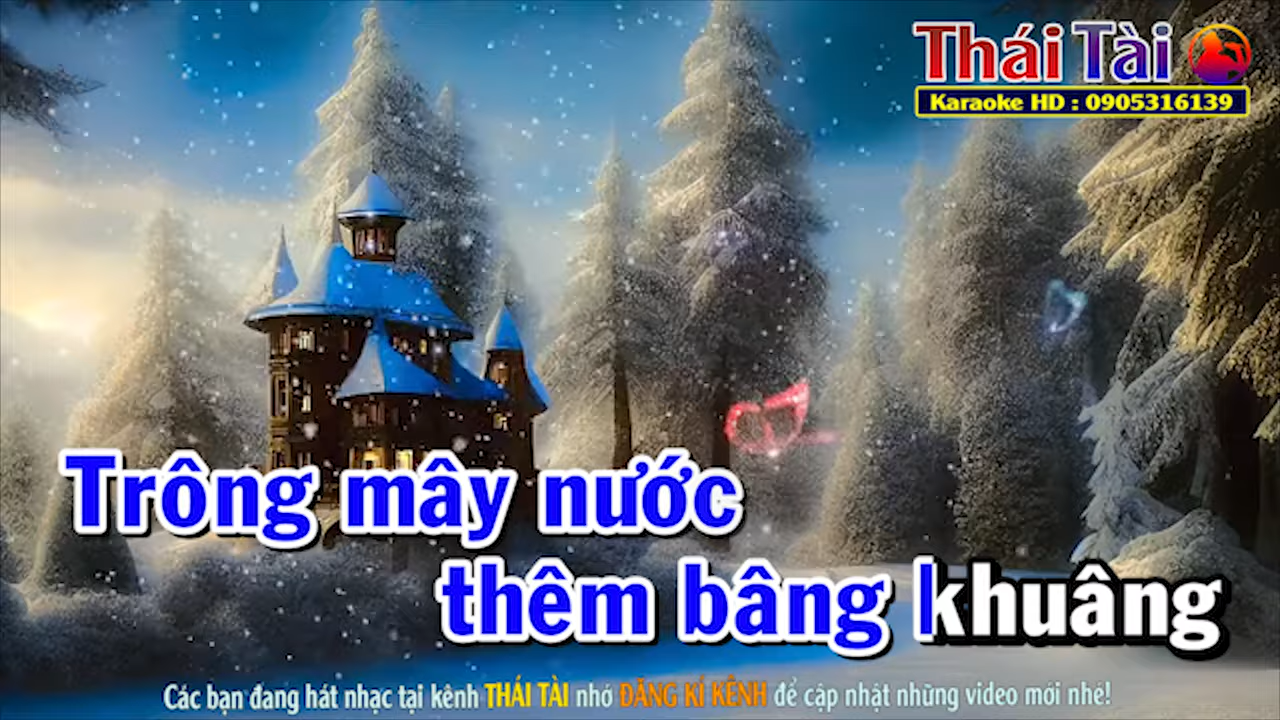 Thái Tài
Karaoke HD : 0905316139
Trông mây nước
thêm bâng khuâng
Các bạn đang hát nhạc tại kênh THÁI TÀI nhớ ĐĂNG KÍ KÊNH để cập nhật những video mới nhé!